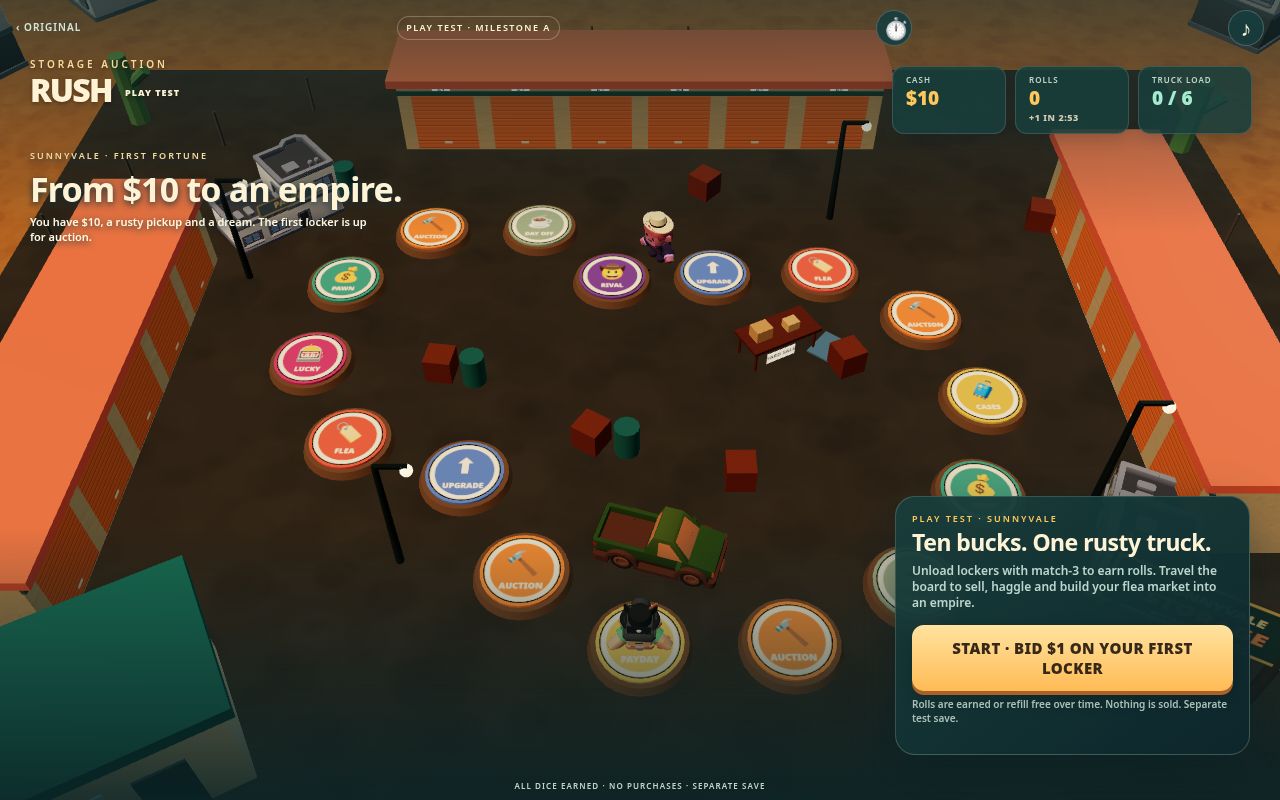 ‹ ORIGINAL
PLAY TEST · MILESTONE A
STORAGE AUCTION
RUSH PLAY TEST
CASH
$10
ROLLS
0
+1 IN 2:53
TRUCK LOAD
0 / 6
SUNNYVALE · FIRST FORTUNE
From $10 to an empire.
You have $10, a rusty pickup and a dream. The first locker is up
for auction.
AUCTION
DAY OFF
PAWN
RIVAL
UPGRADE
FLEA
AUCTION
LUCKY
CASES
FLEA
UPGRADE
AUCTION
PAYDAY
AUCTION
PLAY TEST · SUNNYVALE
Ten bucks. One rusty truck.
Unload lockers with match-3 to earn rolls. Travel the
board to sell, haggle and build your flea market into
an empire.
START · BID $1 ON YOUR FIRST
LOCKER
Rolls are earned or refill free over time. Nothing is sold. Separate
test save.
ALL DICE EARNED · NO PURCHASES · SEPARATE SAVE